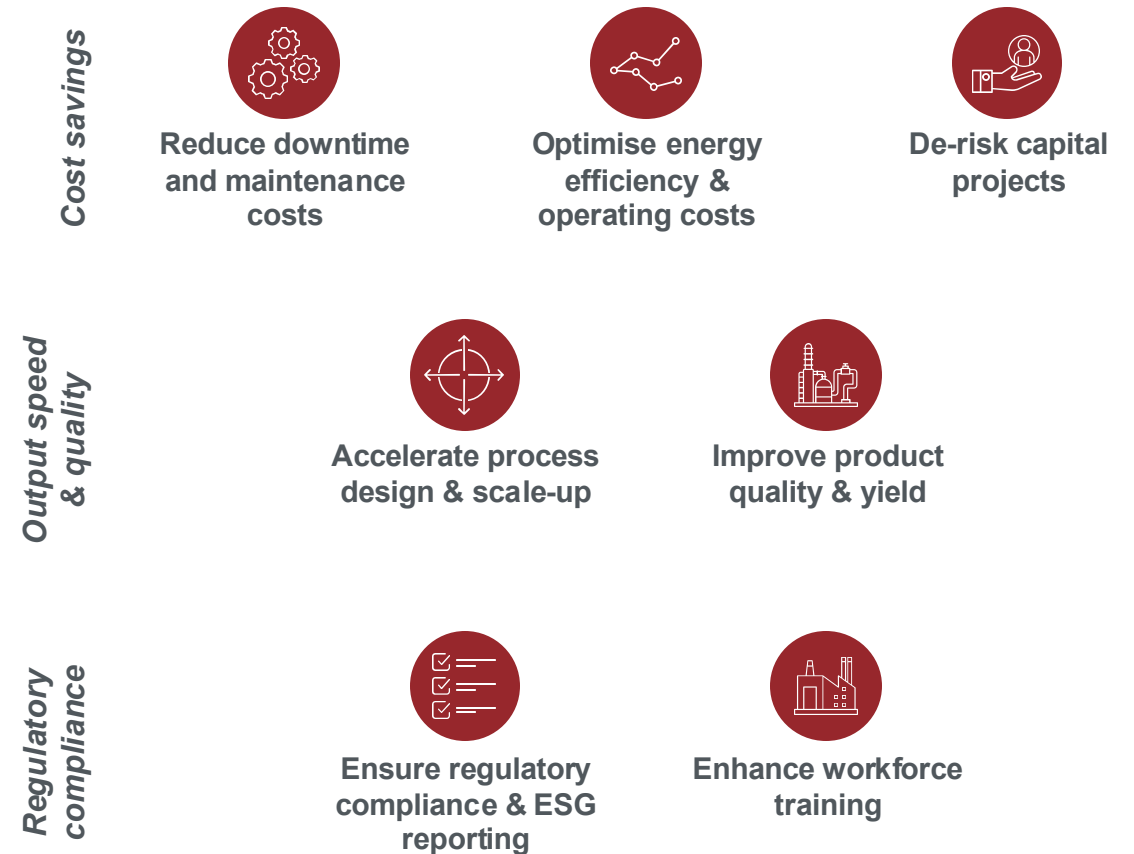 Cost savings
Reduce downtime
and maintenance
costs
Optimise energy
efficiency &
operating costs
De-risk capital
projects
Output speed
& quality
Accelerate process
design & scale-up
Improve product
quality & yield
Regulatory
compliance
Ensure regulatory
compliance & ESG
reporting
Enhance workforce
training